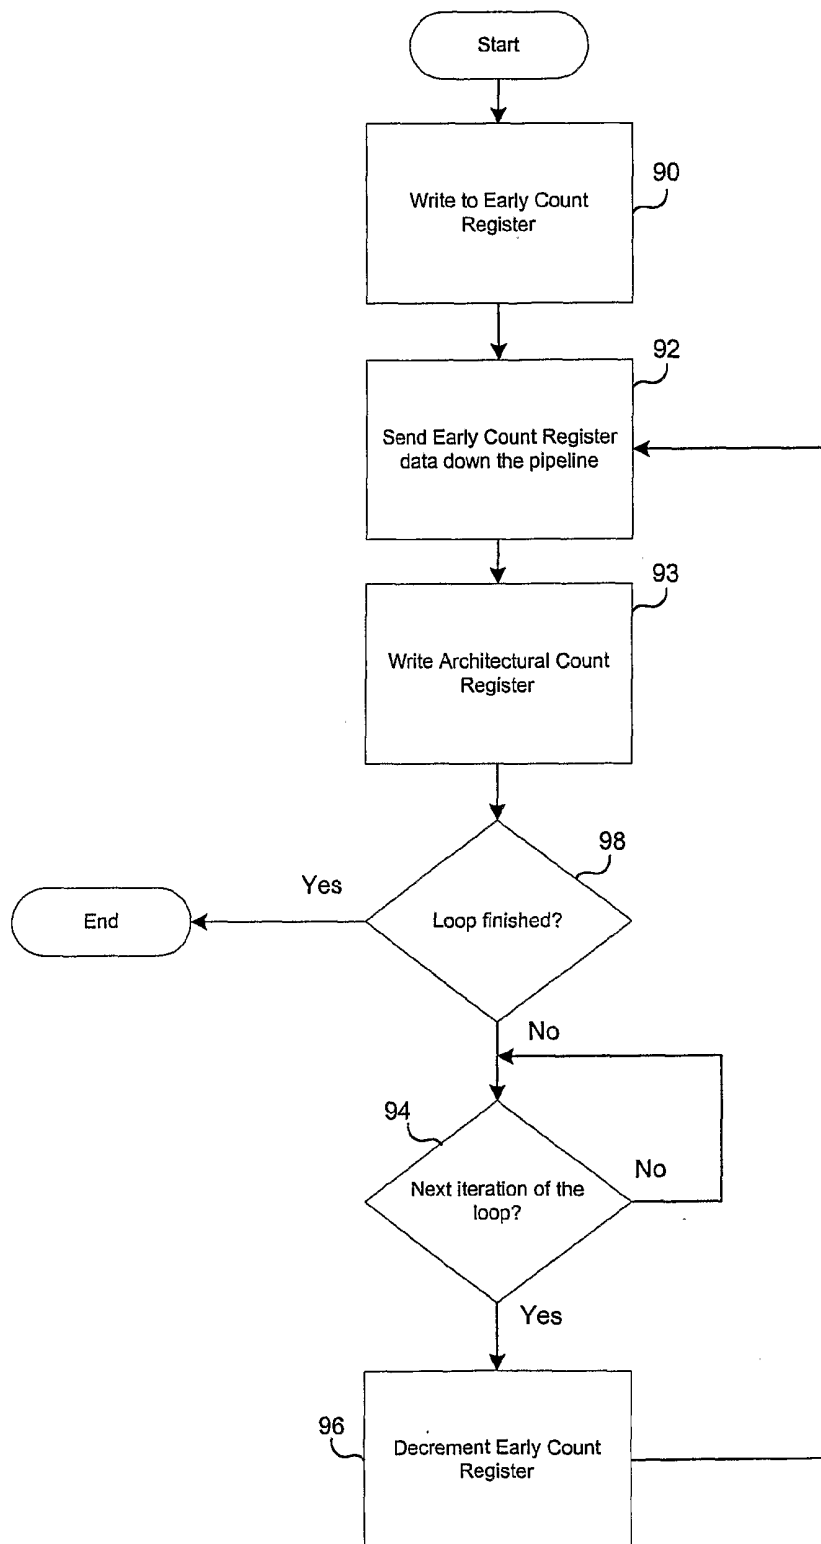 Start
90
Write to Early Count
Register
92
Send Early Count Register
data down the pipeline
93
Write Architectural Count
Register
98
Yes
End
Loop finished?
No
94
No
Next iteration of the
loop?
Yes
96
Decrement Early Count
Register